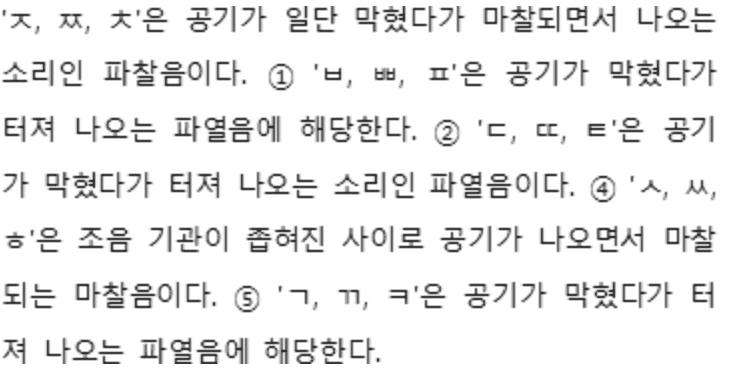 'ㅈ, ㅉ, ㅊ'은 공기가 일단 막혔다가 마찰되면서 나오는
소리인 파찰음이다. ① 'ㅂ, ㅃ, ㅍ'은 공기가 막혔다가
터져 나오는 파열음에 해당한다. ② 'ㄷ, ㄸ, ㅌ'은 공기
가 막혔다가 터져 나오는 소리인 파열음이다. ④ 'ㅅ, ㅆ,
ㅎ'은 조음 기관이 좁혀진 사이로 공기가 나오면서 마찰
되는 마찰음이다. ⑤ 'ㄱ, ㄲ, ㅋ'은 공기가 막혔다가 터
져 나오는 파열음에 해당한다.